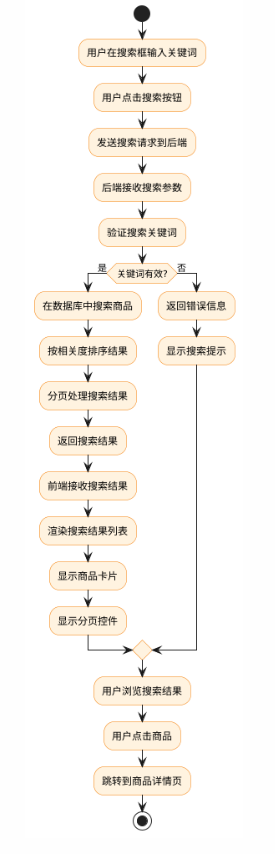 用户在搜索框输入关键词
用户点击搜索按钮
发送搜索请求到后端
后端接收搜索参数
验证搜索关键词
是
关键词有效?
否
在数据库中搜索商品
按相关度排序结果
分页处理搜索结果
返回搜索结果
前端接收搜索结果
渲染搜索结果列表
显示商品卡片
显示分页控件
返回错误信息
显示搜索提示
用户浏览搜索结果
用户点击商品
跳转到商品详情页